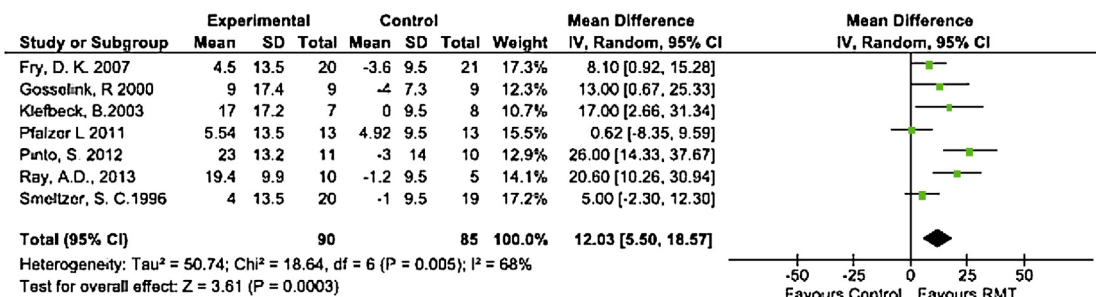 Experimental Control Mean Difference Mean Difference
Study or Subgroup Mean SD Total Mean SD Total Weight IV, Random, 95% CI IV, Random, 95% CI
Fry, D. K. 2007 4.5 13.5 20 -3.6 9.5 21 17.3% 8.10 [0.92, 15.28]
Gosselink, R 2000 9 17.4 9 -4 7.3 9 12.3% 13.00 [0.67, 25.33]
Klefbeck, B.2003 17 17.2 7 0 9.5 8 10.7% 17.00 [2.66, 31.34]
Pfalzer L 2011 5.54 13.5 13 4.92 9.5 13 15.5% 0.62 [-8.35, 9.59]
Pinto, S. 2012 23 13.2 11 -3 14 10 12.9% 26.00 [14.33, 37.67]
Ray, A.D., 2013 19.4 9.9 10 -1.2 9.5 5 14.1% 20.60 [10.26, 30.94]
Smeltzer, S. C.1996 4 13.5 20 -1 9.5 19 17.2% 5.00 [-2.30, 12.30]
Total (95% CI) 90 85 100.0% 12.03 [5.50, 18.57]
Heterogeneity: Tau² = 50.74; Chi² = 18.64, df = 6 (P = 0.005); I² = 68%
Test for overall effect: Z = 3.61 (P = 0.0003)
-50 -25 0 25 50
Favours Control Favours RMT